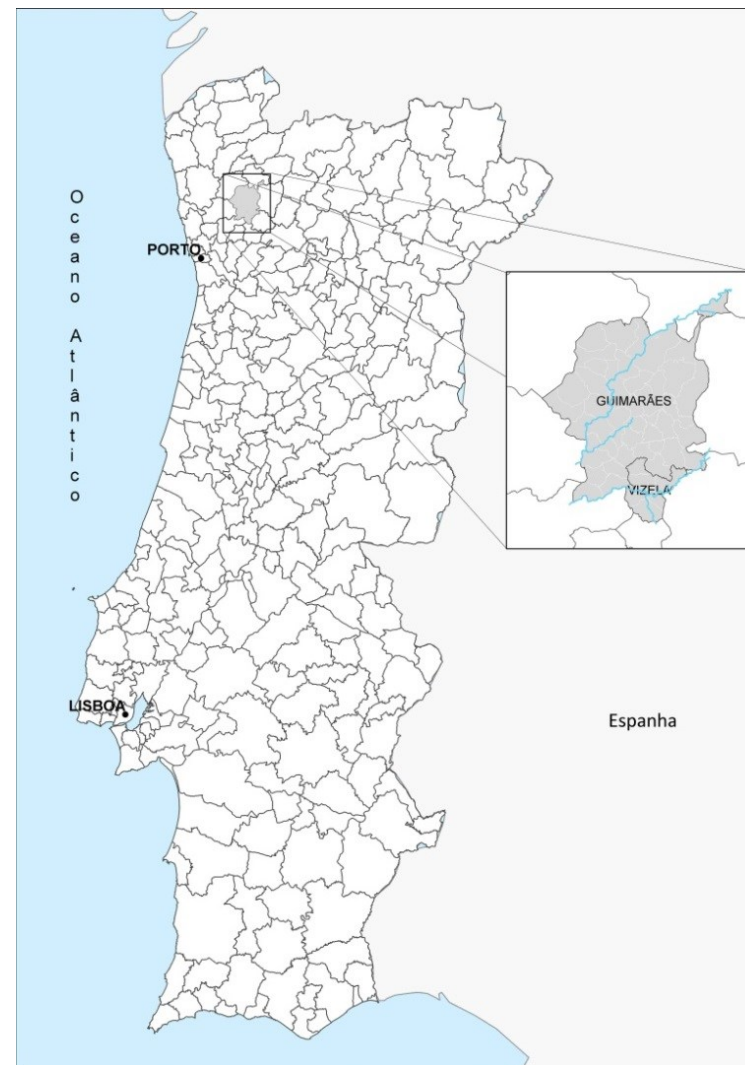 Oceano Atlântico
PORTO
GUIMARÃES
VIZELA
LISBOA
Espanha